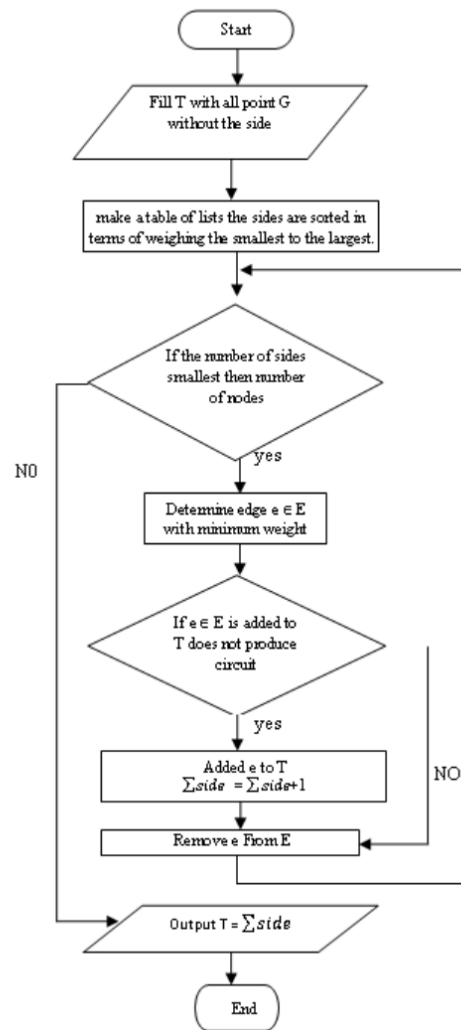 Start
Fill T with all point G
without the side
make a table of lists the sides are sorted in
terms of weighing the smallest to the largest.
If the number of sides
smallest then number
of nodes
N0
yes
Determine edge e ∈ E
with minimum weight
If e ∈ E is added to
T does not produce
circuit
yes
NO
Added e to T
∑side = ∑side+1
Remove e From E
Output T = ∑side
End